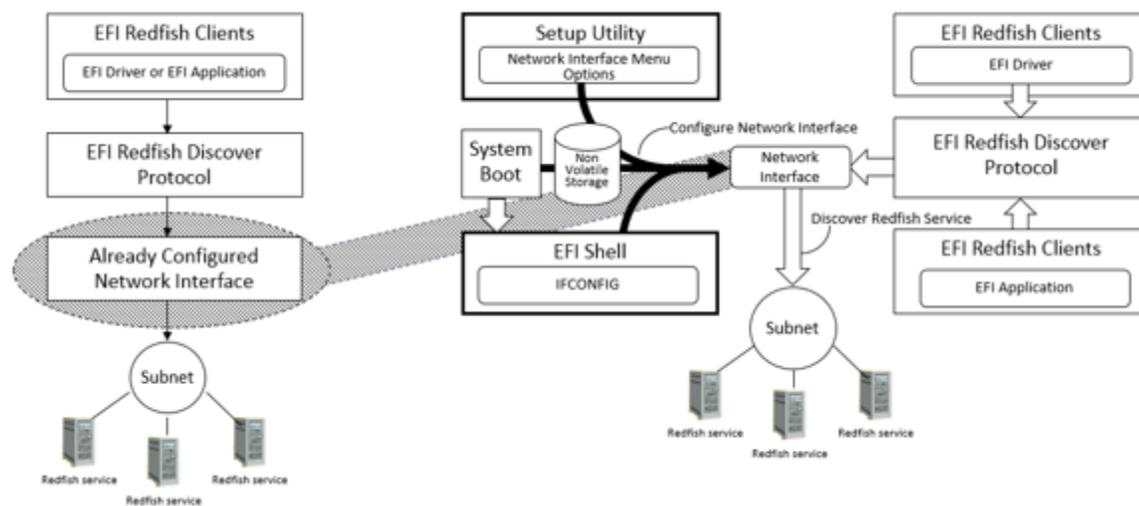 EFI Redfish Clients
EFI Driver or EFI Application
EFI Redfish Discover
Protocol
Already Configured
Network Interface
Subnet
Redfish service
Redfish service
Redfish service
Setup Utility
Network Interface Menu
Options
Configure Network Interface
System
Boot
Non
Volatile
Storage
Network
Interface
EFI Shell
IFCONFIG
Discover Redfish Service
Subnet
Redfish service
Redfish service
Redfish service
EFI Redfish Clients
EFI Driver
EFI Redfish Discover
Protocol
EFI Redfish Clients
EFI Application